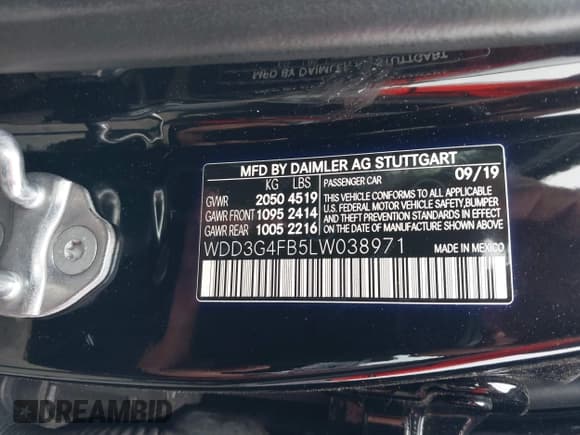 MFD BY DAIMLER AG STUTTGART
KG LBS PASSENGER CAR 09/19
GVWR 2050 4519
GAWR FRONT 1095 2414
GAWR REAR 1005 2216
THIS VEHICLE CONFORMS TO ALL APPLICABLE
U.S. FEDERAL MOTOR VEHICLE SAFETY,BUMPER
AND THEFT PREVENTION STANDARDS IN EFFECT
ON THE DATE OF MANUFACTURE SHOWN ABOVE
WDD3G4FB5LW038971 MADE IN MEXICO
DREAMBID